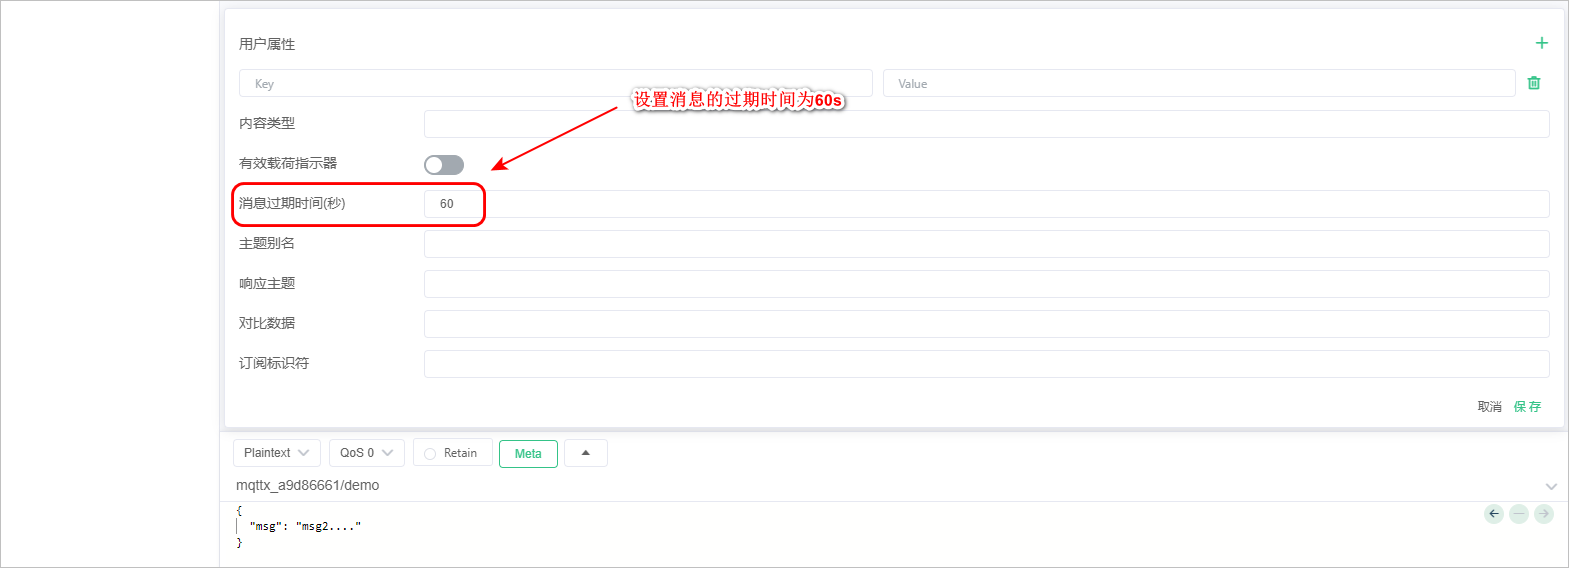 用户属性
Key
Value
设置消息的过期时间为60s
内容类型
有效载荷指示器
消息过期时间(秒)
60
主题别名
响应主题
对比数据
订阅标识符
取消
保存
Plaintext
QoS 0
Retain
Meta
mqttx_a9d86661/demo
{
"msg": "msg2...."
}